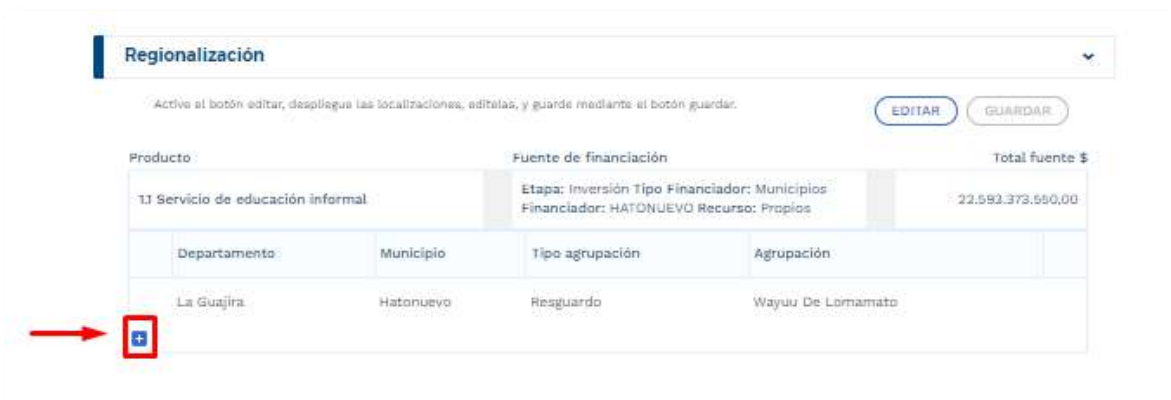 Regionalización
Active el botón editar, despliegue las localizaciones, edítelas, y guarde mediante el botón guardar.
EDITAR GUARDAR
Producto Fuente de financiación Total fuente $
1.1 Servicio de educación informal
Etapa: Inversión Tipo Financiador: Municipios
Financiador: HATONUEVO Recurso: Propios
22.593.373.550,00
Departamento Municipio Tipo agrupación Agrupación
La Guajira Hatonuevo Resguardo Wayuu De Lomamato